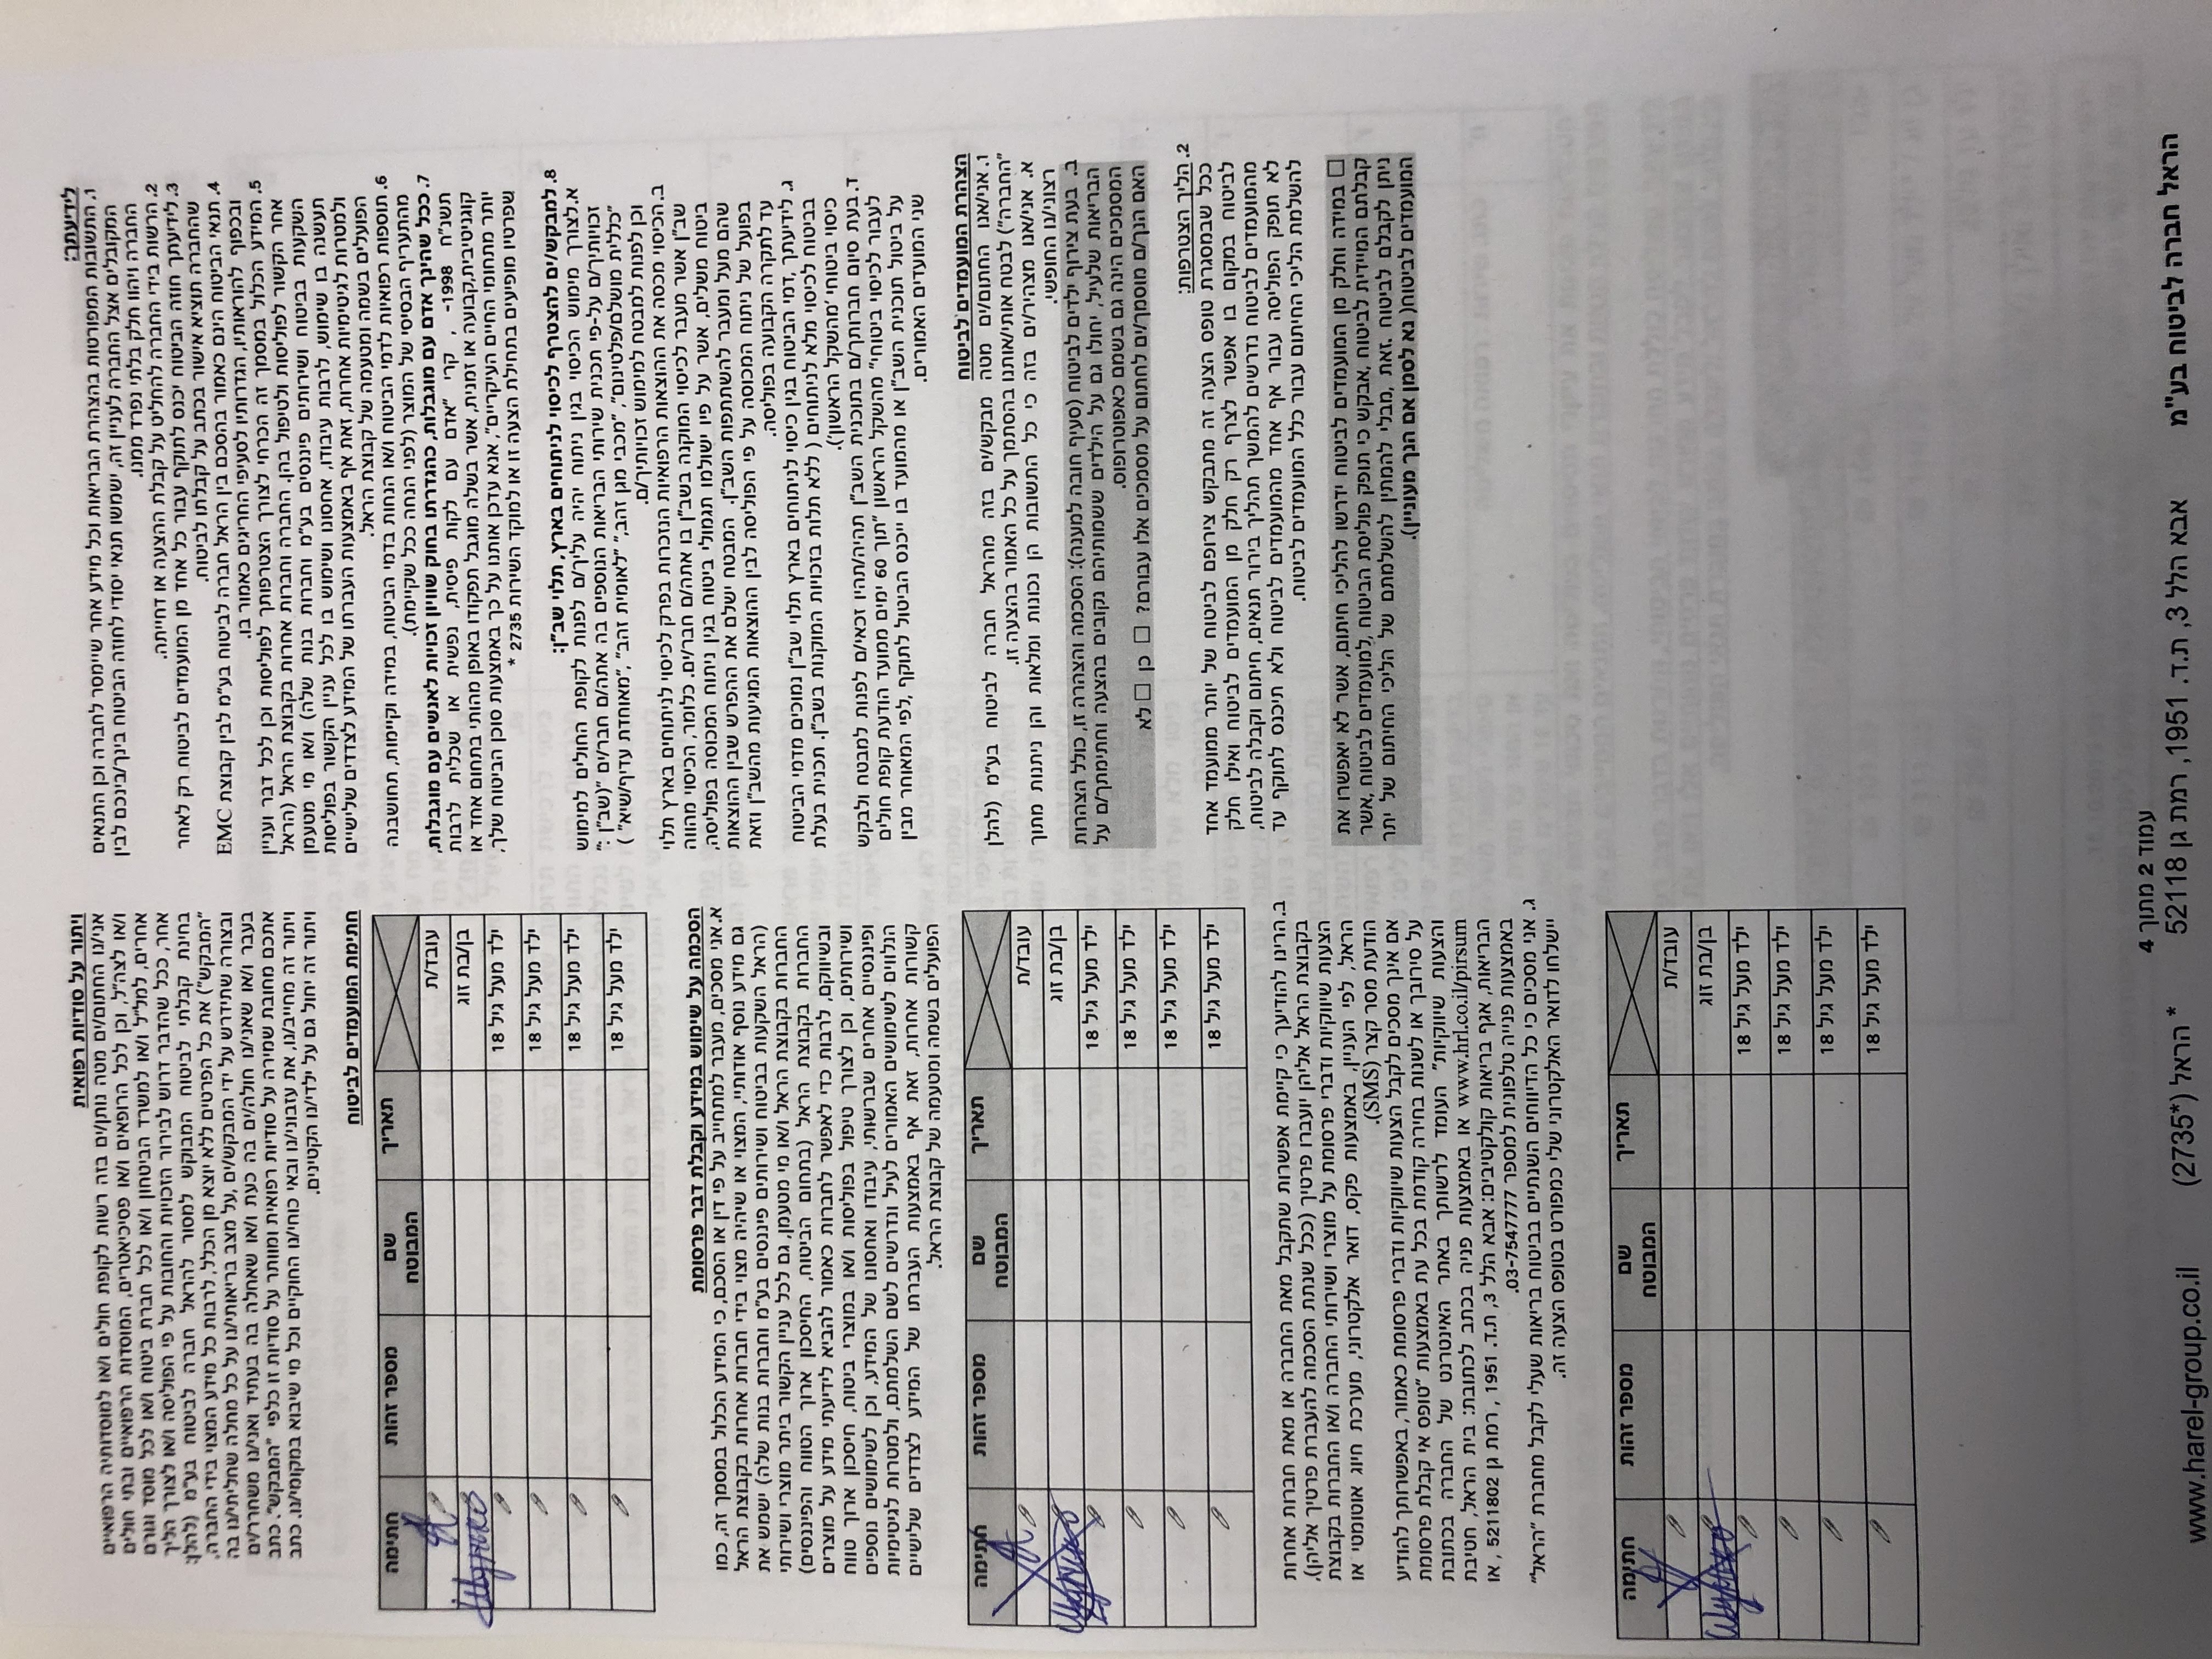 לידיעתך:
1. התשובות המפורטות בהצהרת הבריאות וכל מידע אחר שיימסר לחברה וכן התנאים
המקובלים אצל החברה לעניין זה, ישמשו תנאי יסודי לחוזה הביטוח בינך/בינכם לבין
החברה ויהוו חלק בלתי נפרד ממנו.
2. הרשות בידי החברה להחליט על קבלת ההצעה או דחייתה.
3. לידיעתך חוזה הביטוח יכנס לתוקף עבור כל אחד מן המועמדים לביטוח רק לאחר
שהחברה תוציא אישור בכתב על קבלתו לביטוח.
4. תנאי הביטוח הינם כאמור בהסכם בין הראל חברה לביטוח בע"מ לבין קבוצת EMC
ובכפוף להוראותיו, הגדרותיו לסעיפי החריגים כאמור בו.
5. המידע הכלול במסמך זה הכרחי לצורך הצטרפותך לפוליסות וכן לכל דבר ועניין
אחר הקשור לפוליסות ולטיפול בהן. החברה וחברות אחרות בקבוצת הראל (הראל
השקעות בביטוח ושירותים פיננסים בע"מ וחברות בנות שלה) ו/או מי מטעמן
תעשנה בו שימוש, לרבות עיבודו, אחסונו ושימוש בו לכל עניין הקשור בפוליסות
ולמטרות לגיטימיות אחרות, זאת אף באמצעות העברתו של המידע לצדדים שלישיים
הפועלים בשמה ומטעמה של קבוצת הראל.
6. תוספות רפואיות לדמי הביטוח ו/או הנחות בדמי הביטוח, במידה וקיימות, תחושבנה
מהתעריף הבסיסי של המוצר (לפני הנחה ככל שקיימת).
7. ככל שהינך אדם עם מוגבלות, כהגדרתו בחוק שוויון זכויות לאנשים עם מוגבלות,
תשנ"ח 1998- , קרי "אדם עם לקות פיסית, נפשית או שכלית לרבות
קוגניטיבית,קבועה או זמנית, אשר בשלה מוגבל תפקודו באופן מהותי בתחום אחד או
יותר מתחומי החיים העיקריים", אנא עדכן אותנו על כך באמצעות סוכן הביטוח שלך,
שפרטיו מופיעים בתחילת הצעה זו או למוקד השירות 2735 *
8. למבקש/ים להצטרף לכיסוי לניתוחים בארץ, תלוי שב"ן:
א.לצורך מימוש הכיסוי בגין ניתוח יהיה עליך/ם לפנות לקופת החולים למימוש
זכויותיך/ם על-פי תכנית שירותי הבריאות הנוספים בה אתה/ם חבר/ים "(שב"ן :"
"כללית מושלם/פלטינום", "מכבי מגן זהב," "לאומית זהב" ,"מאוחדת עדיף/שיא" )
וכן לפנות למבטח למימוש זכויותיך/ם.
ב.הכיסוי מכסה את ההוצאות הרפואיות הנזכרות בפרק לכיסוי לניתוחים בארץ תלוי
שב"ן אשר מעבר לכיסוי המוקנה בשב"ן בו אתה/ם חבר/ים. כלומר, הכיסוי מהווה
ביטוח משלים, אשר על פיו ישולמו תגמולי ביטוח בגין ניתוח המכוסה בפוליסה,
שהם מעל ומעבר להשתתפות השב"ן. המבטח ישלם את ההפרש שבין ההוצאות
בפועל של ניתוח המכוסה על פי הפוליסה לבין ההוצאות המגיעות מהשב"ן וזאת
עד לתקרה הקבועה בפוליסה.
ג. לידיעתך ,דמי הביטוח בגין כיסוי לניתוחים בארץ תלוי שב"ן נמוכים מדמי הביטוח
בביטוח לכיסוי מלא לניתוחים ( ללא תלות בזכויות המוקנות בשב"ן. תכנית בעלת
כיסוי ביטוחי 'מהשקל הראשון').
ד. בעת סיום חברותך/ם בתוכנית השב"ן תהיה/תהיו זכאי/ם לפנות למבטח ולבקש
לעבור לכיסוי ביטוחי" מהשקל הראשון "תוך 60 ימים ממועד הודעת קופת חולים
על ביטול תוכנית השב"ן או מהמועד בו ייכנס הביטול לתוקף ,לפי המאוחר מבין
שני המועדים האמורים.
הצהרת המועמדים לביטוח
1. אני/אנו החתום/ים מטה מבקש/ים בזה מהראל חברה לביטוח בע"מ (להלן
"החברה") לבטח אותי/אותנו בהסתמך על כל האמור בהצעה זו.
א. אני/אנו מצהיר/ים בזה כי כל התשובות הן נכונות ומלאות והן ניתנות מתוך
רצוני/נו החופשי.
ב. בעת צירוף ילדים לביטוח (סעיף חובה למענה): הסכמה והצהרה זו, כולל הצהרות
הבריאות שלעיל, יחולו גם על הילדים ששמותיהם נקובים בהצעה וחתימתך/ם על
המסמכים הינה גם בשמם כאפוטרופוס.
האם הנך/ם מוסמך/ים לחתום על מסמכים אלו עבורם? ☐ כן ☐ לא
2. הליך הצטרפות:
ככל שבמסגרת טופס הצעה זה מתבקש צירופם לביטוח של יותר ממועמד אחד
לביטוח במקום בו אפשר לצרף רק חלק מן המועמדים לביטוח ואילו חלק
מהמועמדים לביטוח נדרשים להמשך תהליך בירור תנאים, חיתום וקבלה לביטוח,
לא תופק הפוליסה עבור אף אחד מהמועמדים לביטוח ולא תיכנס לתוקף עד
להשלמת הליכי החיתום עבור כלל המועמדים לביטוח.
☐ במידה וחלק מן המועמדים לביטוח ידרשו להליכי חיתום, אשר לא יאפשרו את
קבלתם המיידית לביטוח ,אבקש כי תופק פוליסת הביטוח ,למועמדים לביטוח ,אשר
ניתן לקבלם לביטוח .זאת ,מבלי להמתין להשלמתם של הליכי החיתום של יתר
המועמדים לביטוח( נא לסמן אם הנך מעוניין).
ויתור על סודיות רפואית
אני/נו החתום/ים מטה נותן/ים בזה רשות לקופת חולים ו/או למוסדותיה הרפואיים
ו/או לצה"ל, וכן לכל הרופאים ו/או פסיכיאטרים, המוסדות הרפואיים ובתי חולים
אחרים, למל"ל ו/או למשרד הביטחון ו/או לכל חברת ביטוח ו/או לכל מוסד וגורם
אחר, ככל שהדבר דרוש לבירור הזכויות והחובות על פי הפוליסה ו/או לצורך הליך
בחינת קבלתי לביטוח המבוקש למסור להראל חברה לביטוח בע"מ (להלן:
"המבקש") את כל הפרטים ללא יוצא מן הכלל, לרבות כל מידע המצוי בידי החברה,
ובצורה שתידרש על ידי המבקש/ים ,על מצב בריאותי/נו על כל מחלה שחליתי/נו בה
בעבר ו/או שאני/נו חולה/ים בה כעת ו/או שאחלה בה בעתיד ואני/נו משחרר/ים
אתכם מחובת שמירה על סודיות רפואית ומוותר על סודיות זו כלפי "המבקש". כתב
ויתור זה מחייב/נו, את עזבוני/נו ובאי כוחי/נו החוקיים וכל מי שיבוא במקומי/נו. כתב
ויתור זה יחול גם על ילדי/נו הקטינים.
חתימת המועמדים לביטוח
תאריך שם המבוטח מספר זהות חתימה
עובד/ת
בן/בת זוג
ילד מעל גיל 18
ילד מעל גיל 18
ילד מעל גיל 18
ילד מעל גיל 18
הסכמה על שימוש במידע וקבלת דבר פרסומת
א.אני מסכים, מעבר למתחייב על פי דין או הסכם, כי המידע הכלול במסמך זה, כמו
גם מידע נוסף אודותיי, המצוי או שיהיה מצוי בידי חברות אחרות בקבוצת הראל
(הראל השקעות בביטוח ושירותים פיננסים בע"מ וחברות בנות שלה) ישמש את
החברות בקבוצת הראל ו/או מי מטעמן, גם לכל עניין הקשור ביתר מוצרי ושירותי
החברות בקבוצת הראל (בתחום הביטוח, החיסכון ארוך הטווח והפיננסים)
ובשיווקם, לרבות כדי לאפשר לחברות כאמור להביא לידיעתי מידע על מוצרים
ושירותים, וכן לצורך טיפול בפוליסות ו/או במוצרי ביטוח, חיסכון ארוך טווח
ופיננסיים אחרים שברשותי, עיבודו ואחסונו של המידע, וכן לשימושים נוספים
הנלווים לשימושים האמורים לעיל ונדרשים לשם השלמתם, ולמטרות לגיטימיות
קשורות אחרות, זאת אף באמצעות העברתו של המידע לצדדים שלישיים
הפועלים בשמה ומטעמה של קבוצת הראל.
תאריך שם המבוטח מספר זהות חתימה
עובד/ת
בן/בת זוג
ילד מעל גיל 18
ילד מעל גיל 18
ילד מעל גיל 18
ילד מעל גיל 18
ב.הרינו להודיעך כי קיימת אפשרות שתקבל מאת החברה או מאת חברות אחרות
בקבוצת הראל אליהן יועברו פרטיך (ככל שנתת הסכמה להעברת פרטיך אליהן),
הצעות שיווקיות ודברי פרסומת על מוצרי ושירותי החברה ו/או החברות בקבוצת
הראל, לפי העניין, באמצעות פקס, דואר אלקטרוני, מערכת חיוג אוטומטי או
הודעת מסר קצר (SMS).
אם אינך מסכים לקבל הצעות שיווקיות ודברי פרסומת כאמור, באפשרותך להודיע
על סירובך או לשנות בחירה קודמת בכל עת באמצעות "טופס אי קבלת פרסומת
והצעות שיווקיות" העומד לרשותך באתר האינטרנט של החברה בכתובת
www.hrl.co.il/pirsum או באמצעות פניה בכתב לכתובת: בית הראל, חטיבת
הבריאות, אגף בריאות קולקטיבים: אבא הלל 3, ת.ד. 1951 , רמת גן 5211802 , או
באמצעות פנייה טלפונית למספר 03-7547777.
ג. אני מסכים כי כל הדיווחים השנתיים בביטוח בריאות שעלי לקבל מחברת "הראל"
יישלחו לדואר האלקטרוני שלי כמפורט בטופס הצעה זה.
תאריך שם המבוטח מספר זהות חתימה
עובד/ת
בן/בת זוג
ילד מעל גיל 18
ילד מעל גיל 18
ילד מעל גיל 18
ילד מעל גיל 18
עמוד 2 מתוך 4
הראל חברה לביטוח בע"מ אבא הלל 3, ת.ד. 1951, רמת גן 52118 * הראל (*2735) www.harel-group.co.il